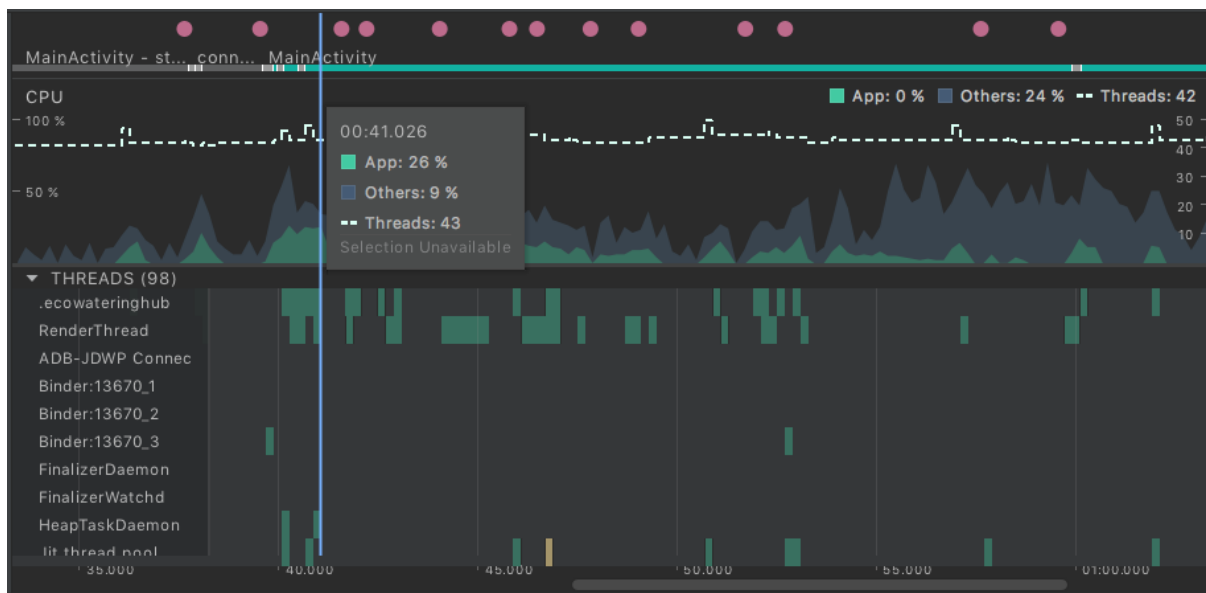 MainActivity - st... conn... MainActivity
CPU
App: 0 % Others: 24 % Threads: 42
100 %
50
40
50 %
30
20
10
00:41.026
App: 26 %
Others: 9 %
Threads: 43
Selection Unavailable
THREADS (98)
.ecowateringhub
RenderThread
ADB-JDWP Connec
Binder:13670_1
Binder:13670_2
Binder:13670_3
FinalizerDaemon
FinalizerWatchd
HeapTaskDaemon
Jit thread pool
35.000 40.000 45.000 50.000 55.000 01:00.000